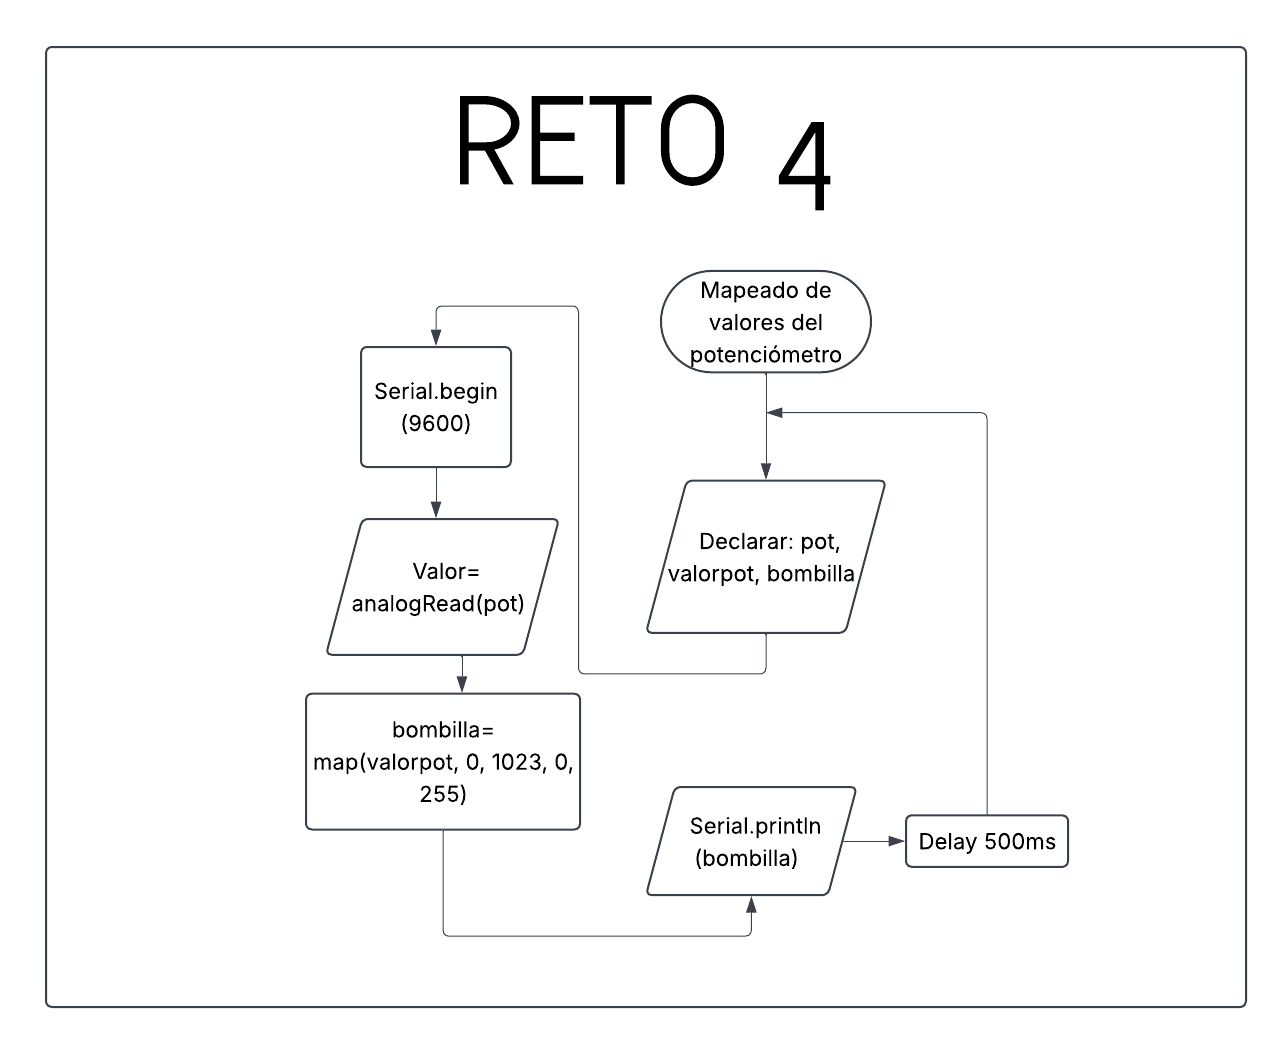 RETO 4
Mapeado de
valores del
potenciómetro
Declarar: pot,
valorpot, bombilla
Serial.begin
(9600)
Valor=
analogRead(pot)
bombilla=
map(valorpot, 0, 1023, 0,
255)
Serial.println
(bombilla)
Delay 500ms